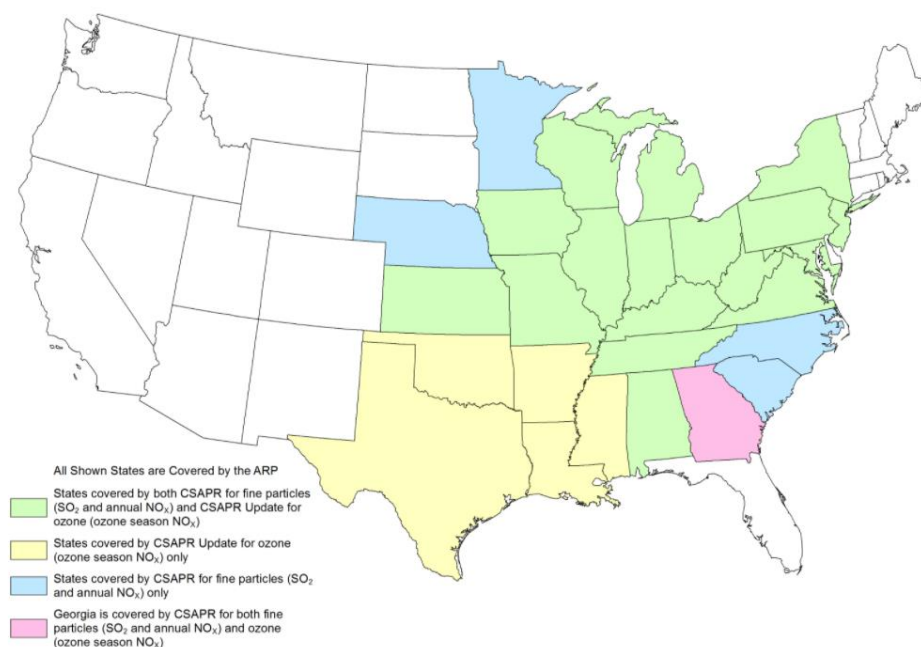 All Shown States are Covered by the ARP
States covered by both CSAPR for fine particles
(SO₂ and annual NOₓ) and CSAPR Update for
ozone (ozone season NOₓ)
States covered by CSAPR Update for ozone
(ozone season NOₓ) only
States covered by CSAPR for fine particles (SO₂
and annual NOₓ) only
Georgia is covered by CSAPR for both fine
particles (SO₂ and annual NOₓ) and ozone
(ozone season NOₓ)